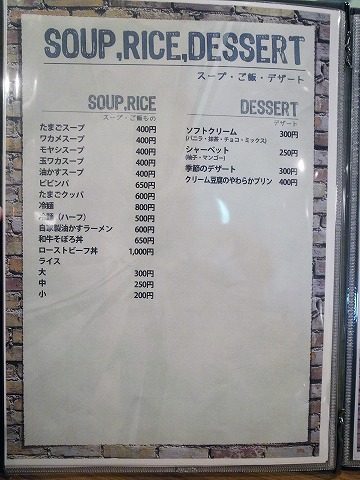 SOUP,RICE,DESSERT
スープ・ご飯・デザート
SOUP,RICE
スープ・ご飯もの
たまごスープ 400円
ワカメスープ 400円
モヤシスープ 400円
玉ワカスープ 450円
油かすスープ 400円
ビビンバ 650円
たまごクッパ 600円
冷麺 800円
冷麺（ハーフ） 500円
自家製油かすラーメン 600円
和牛そぼろ丼 650円
ローストビーフ丼 1,000円
ライス
大 300円
中 250円
小 200円
DESSERT
デザート
ソフトクリーム 300円
(バニラ・抹茶・チョコ・ミックス)
シャーベット 250円
(柚子・マンゴー)
季節のデザート 300円
クリーム豆腐のやわらかプリン 400円